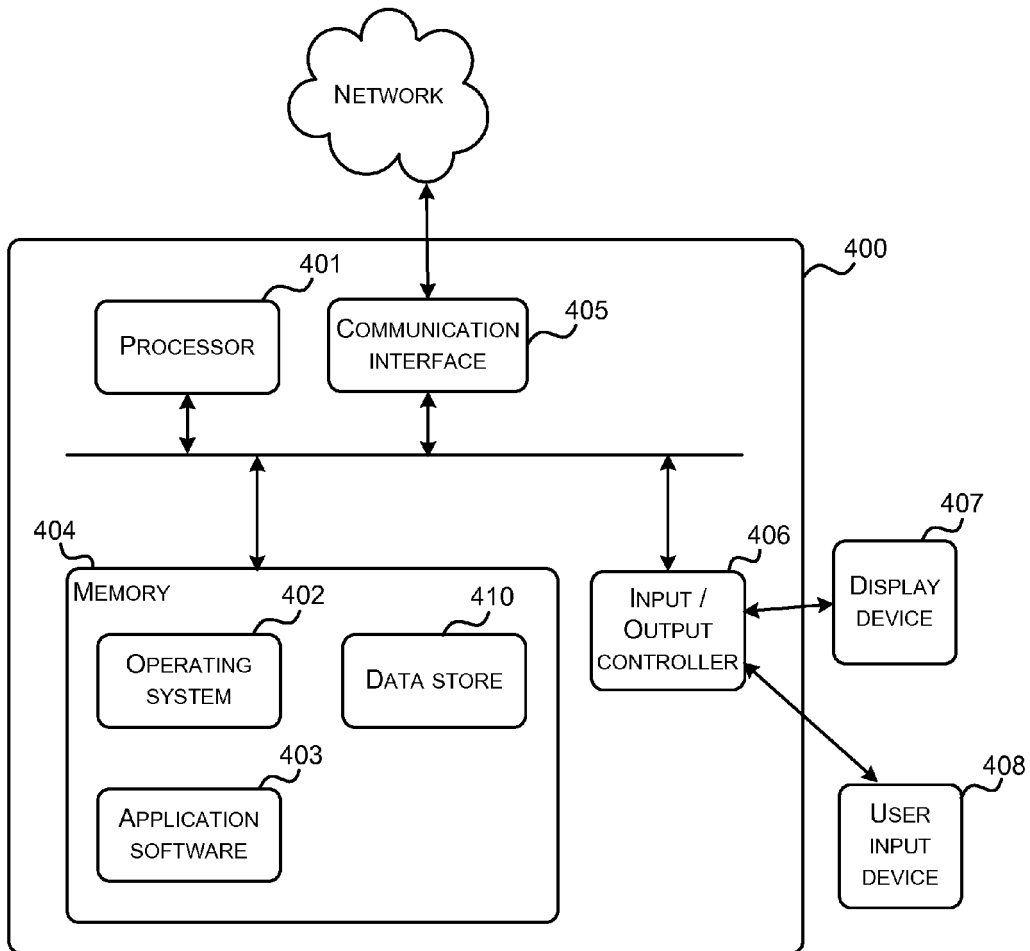 NETWORK
400
401
PROCESSOR
COMMUNICATION
INTERFACE
405
404
MEMORY
402
OPERATING
SYSTEM
410
DATA STORE
403
APPLICATION
SOFTWARE
406
INPUT /
OUTPUT
CONTROLLER
407
DISPLAY
DEVICE
408
USER
INPUT
DEVICE